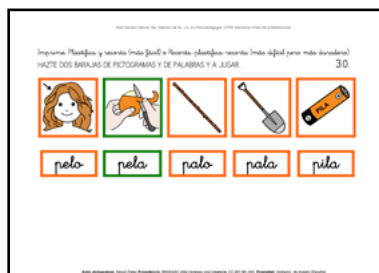 Imprime. Plastifica y recorta (más fácil) o Recorta-plastifica-recorta (más difícil pero más duradero)
HAZTE DOS BARAJAS DE PICTOGRAMAS Y DE PALABRAS Y A JUGAR. 3.0.
PILA
pelo pela palo pala pila